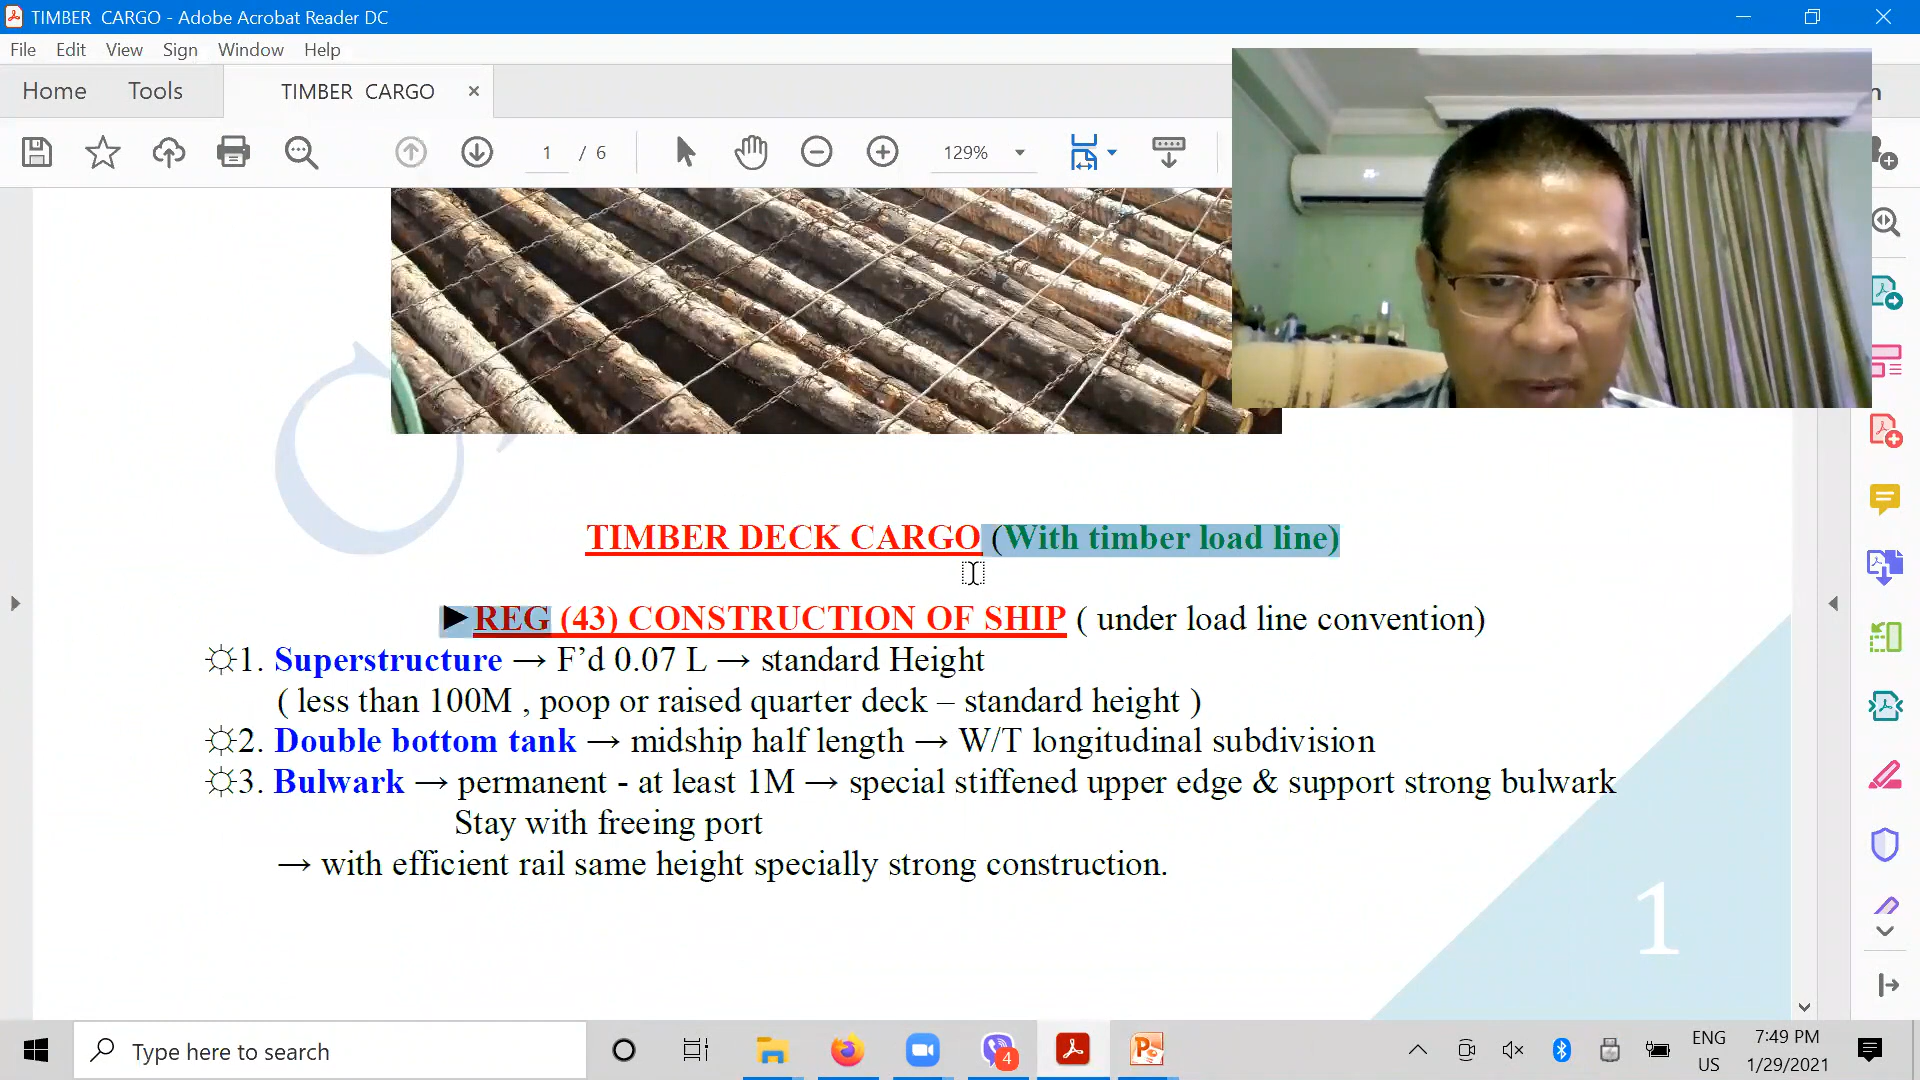 TIMBER CARGO - Adobe Acrobat Reader DC
File Edit View Sign Window Help
Home Tools TIMBER CARGO ×
1 / 6 129%
TIMBER DECK CARGO (With timber load line)
►REG (43) CONSTRUCTION OF SHIP ( under load line convention)
☼1. Superstructure → F’d 0.07 L → standard Height
( less than 100M , poop or raised quarter deck – standard height )
☼2. Double bottom tank → midship half length → W/T longitudinal subdivision
☼3. Bulwark → permanent - at least 1M → special stiffened upper edge & support strong bulwark
Stay with freeing port
→ with efficient rail same height specially strong construction.
1
Type here to search
4
ENG
US
7:49 PM
1/29/2021